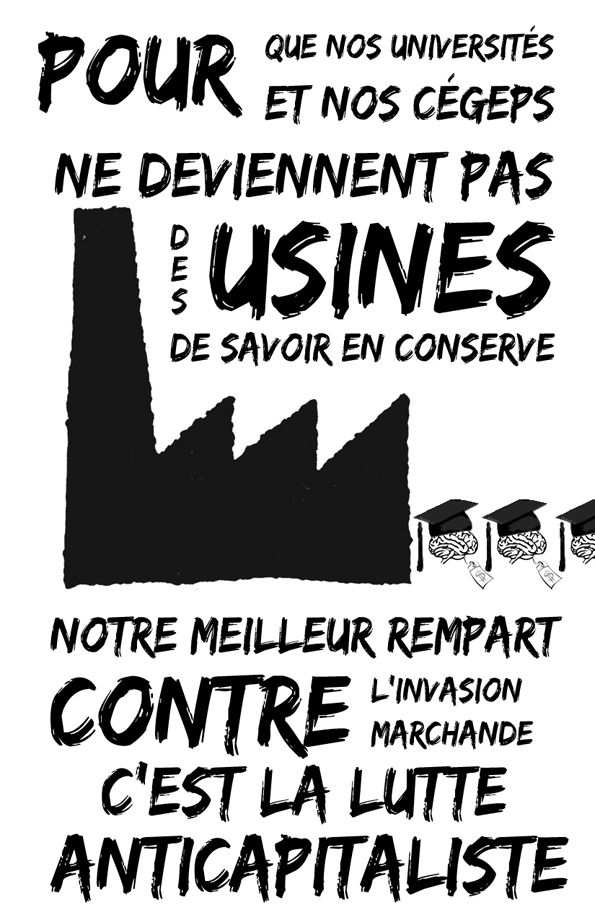 POUR QUE NOS UNIVERSITÉS
ET NOS CÉGEPS
NE DEVIENNENT PAS
DES USINES
DE SAVOIR EN CONSERVE
NOTRE MEILLEUR REMPART
CONTRE L'INVASION
MARCHANDE
C'EST LA LUTTE
ANTICAPITALISTE